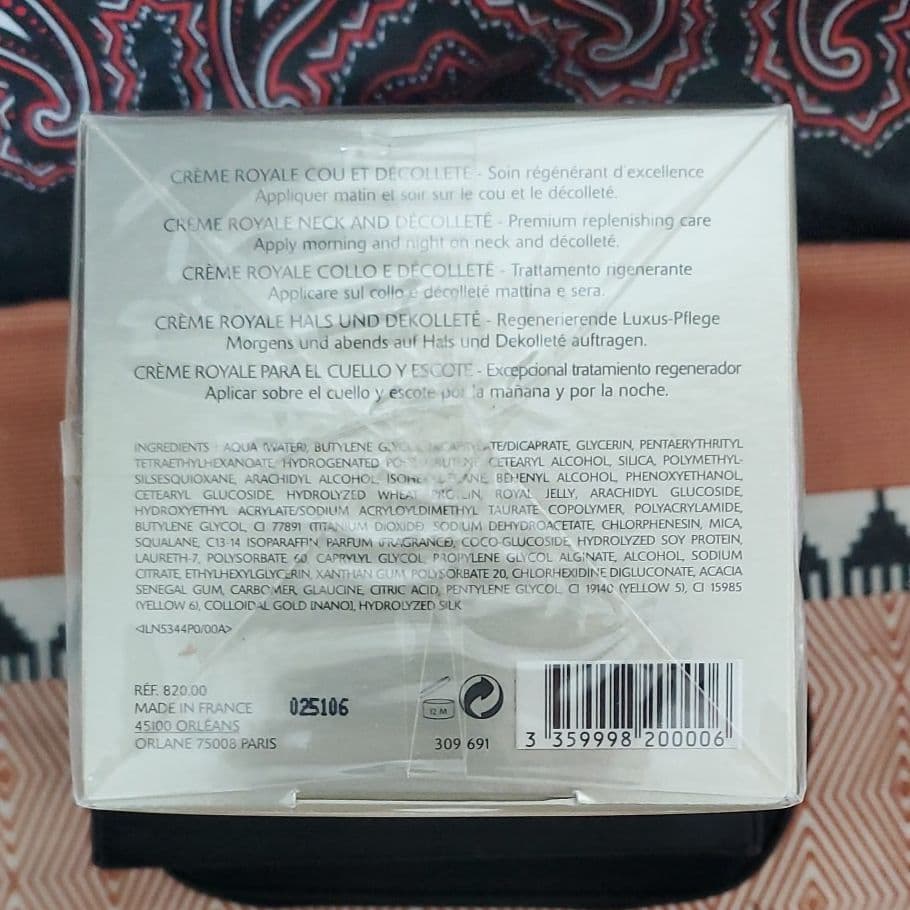 CRÈME ROYALE COU ET DÉCOLLETÉ - Soin régénérant d'excellence
Appliquer matin et soir sur le cou et le décolleté.
CRÈME ROYALE NECK AND DÉCOLLETÉ - Premium replenishing care
Apply morning and night on neck and décolleté.
CRÈME ROYALE COLLO E DÉCOLLETÉ - Trattamento rigenerante
Applicare sul collo e décolleté mattina e sera.
CRÈME ROYALE HALS UND DEKOLLETÉ - Regenerierende Luxus-Pflege
Morgens und abends auf Hals und Dekolleté auftragen.
CRÈME ROYALE PARA EL CUELLO Y ESCOTE - Excepcional tratamiento regenerador
Aplicar sobre el cuello y escote por la mañana y por la noche.
INGREDIENTS : AQUA (WATER), BUTYLENE GLYCOL DICAPRYLATE/DICAPRATE, GLYCERIN, PENTAERYTHRITYL
TETRAETHYLHEXANOATE, HYDROGENATED CETEARYL ALCOHOL, SILICA, POLYMETHYL-
SILSESQUIOXANE, ARACHIDYL ALCOHOL, BEHENYL ALCOHOL, PHENOXYETHANOL,
CETEARYL GLUCOSIDE, HYDROLYZED WHEAT PROTEIN, ROYAL JELLY, ARACHIDYL GLUCOSIDE,
HYDROXYETHYL ACRYLATE/SODIUM ACRYLOYLDIMETHYL TAURATE COPOLYMER, POLYACRYLAMIDE,
BUTYLENE GLYCOL, CI 77891 (TITANIUM DIOXIDE), SODIUM DEHYDROACETATE, CHLORPHENESIN, MICA,
SQUALANE, C13-14 ISOPARAFFIN, PARFUM (FRAGRANCE), COCO-GLUCOSIDE, HYDROLYZED SOY PROTEIN,
LAURETH-7, POLYSORBATE 60, CAPRYLYL GLYCOL, PROPYLENE GLYCOL ALGINATE, ALCOHOL, SODIUM
CITRATE, ETHYLHEXYLGLYCERIN, XANTHAN GUM, POLYSORBATE 20, CHLORHEXIDINE DIGLUCONATE, ACACIA
SENEGAL GUM, CARBOMER, GLAUCINE, CITRIC ACID, PENTYLENE GLYCOL, CI 19140 (YELLOW 5), CI 15985
(YELLOW 6), COLLOIDAL GOLD [NANO], HYDROLYZED SILK
<ILN5344P0/00A>
RÉF. 820.00
MADE IN FRANCE
45100 ORLÉANS
ORLANE 75008 PARIS
025106
12 M
309 691
3 359998 200006